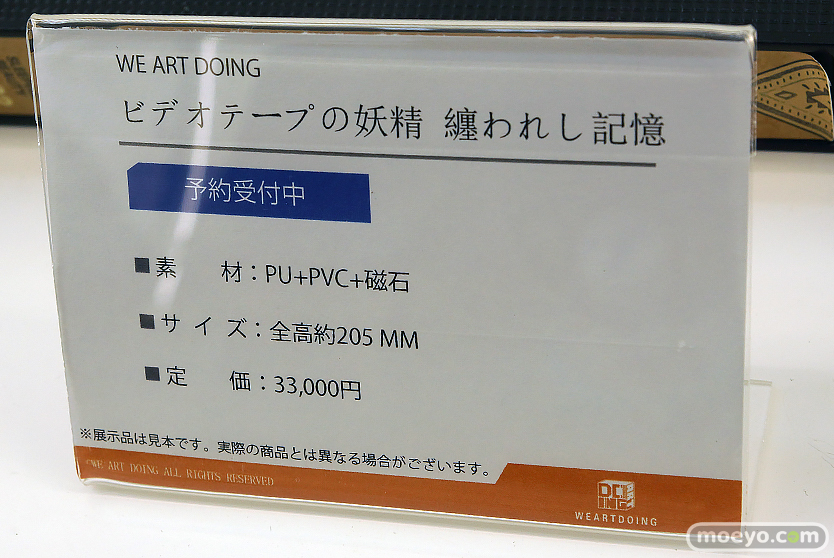 WE ART DOING
ビデオテープの妖精 纏われし記憶
予約受付中
■素　材：PU+PVC+磁石
■サイズ：全高約205 MM
■定　価：33,000円
※展示品は見本です。実際の商品とは異なる場合がございます。
©WE ART DOING ALL RIGHTS RESERVED
WEARTDOING
moeyo.com